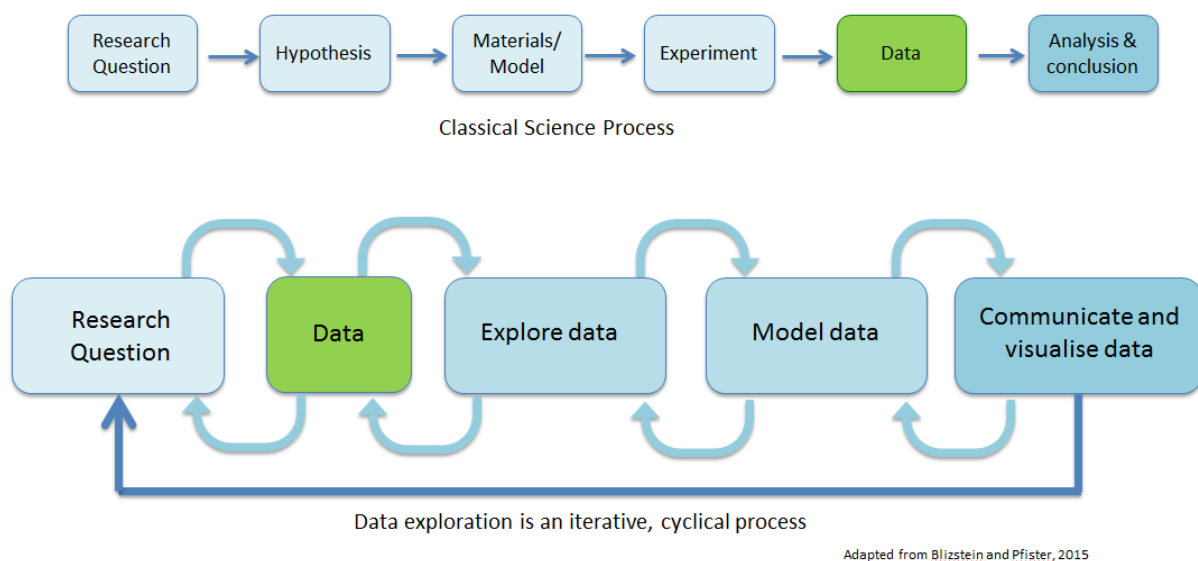 Research
Question
Hypothesis
Materials/
Model
Experiment
Data
Analysis &
conclusion
Classical Science Process
Research
Question
Data
Explore data
Model data
Communicate and
visualise data
Data exploration is an iterative, cyclical process
Adapted from Blizstein and Pfister, 2015